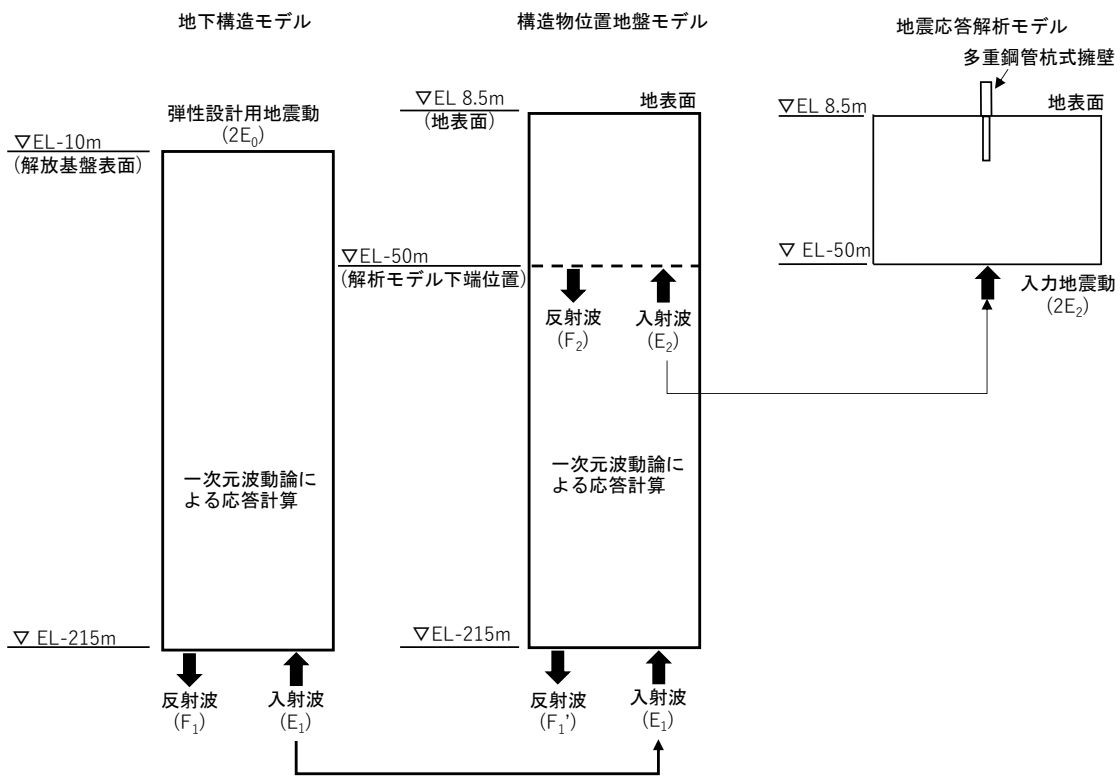 地下構造モデル
弾性設計用地震動
(2E₀)
▽EL-10m
(解放基盤表面)
一次元波動論に
よる応答計算
▽ EL-215m
反射波
(F₁)
入射波
(E₁)
構造物位置地盤モデル
▽EL 8.5m
(地表面)
地表面
▽EL-50m
(解析モデル下端位置)
反射波
(F₂)
入射波
(E₂)
一次元波動論に
よる応答計算
▽EL-215m
反射波
(F₁')
入射波
(E₁)
地震応答解析モデル
多重鋼管杭式擁壁
▽EL 8.5m
地表面
▽ EL-50m
入力地震動
(2E₂)